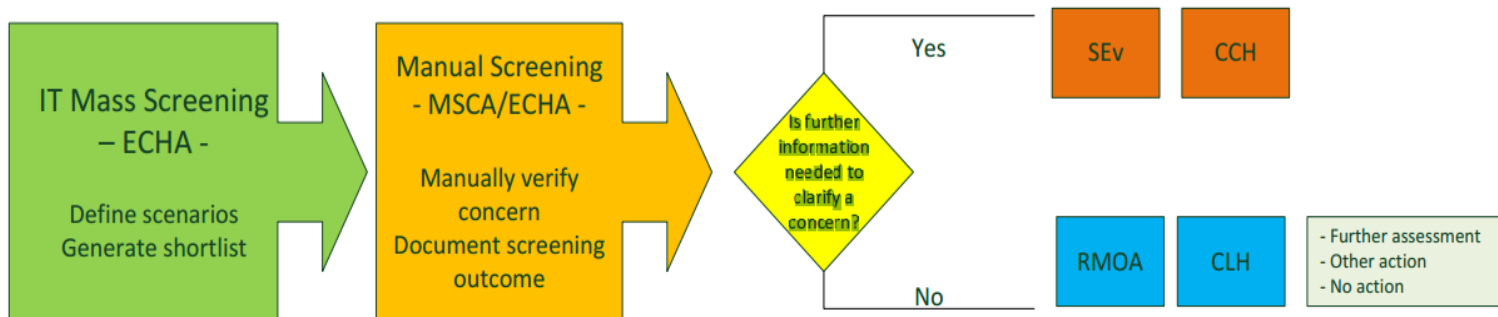 IT Mass Screening
– ECHA -
Define scenarios
Generate shortlist
Manual Screening
- MSCA/ECHA -
Manually verify
concern
Document screening
outcome
Is further
information
needed to
clarify a
concern?
Yes
No
SEv
CCH
RMOA
CLH
- Further assessment
- Other action
- No action